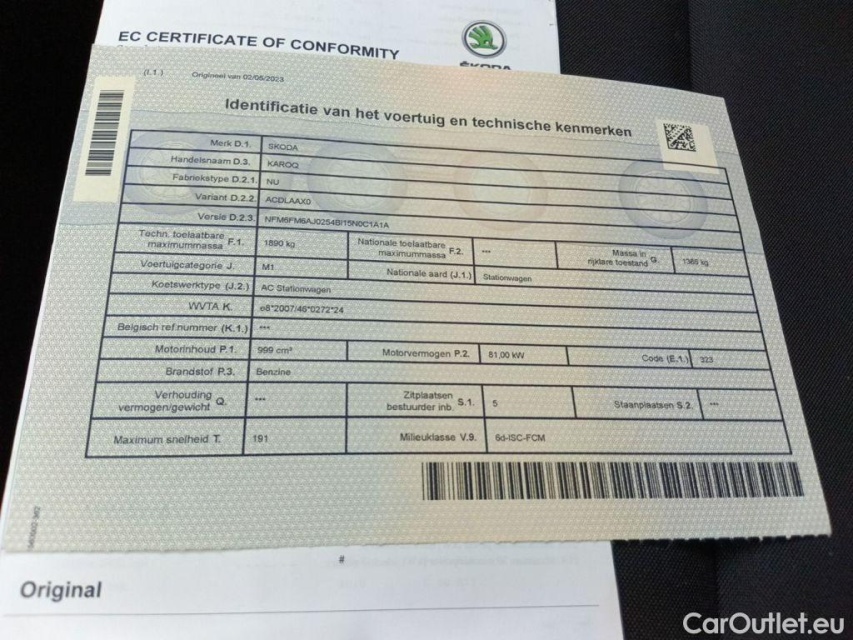 EC CERTIFICATE OF CONFORMITY
ŠKODA
(I.1.) Origineel van 02/05/2023
Identificatie van het voertuig en technische kenmerken
Merk D.1. SKODA
Handelsnaam D.3. KAROQ
Fabriekstype D.2.1. NU
Variant D.2.2. ACDLAAX0
Versie D.2.3. NFM6FM6AJ0254B/15N0C1A1A
Techn. toelaatbare maximummassa F.1. 1890 kg Nationale toelaatbare maximummassa F.2. *** Massa in rijklare toestand G. 1365 kg
Voertuigcategorie J. M1 Nationale aard (J.1.) Stationwagen
Koetswerktype (J.2.) AC Stationwagen
WVTA K. e8*2007/46*0272*24
Belgisch ref.nummer (K.1.) ***
Motorinhoud P.1. 999 cm³ Motorvermogen P.2. 81,00 kW Code (E.1.) 323
Brandstof P.3. Benzine
Verhouding vermogen/gewicht Q. *** Zitplaatsen bestuurder inb. S.1. 5 Staanplaatsen S.2. ***
Maximum snelheid T. 191 Milieuklasse V.9. 6d-ISC-FCM
#
Original
CarOutlet.eu